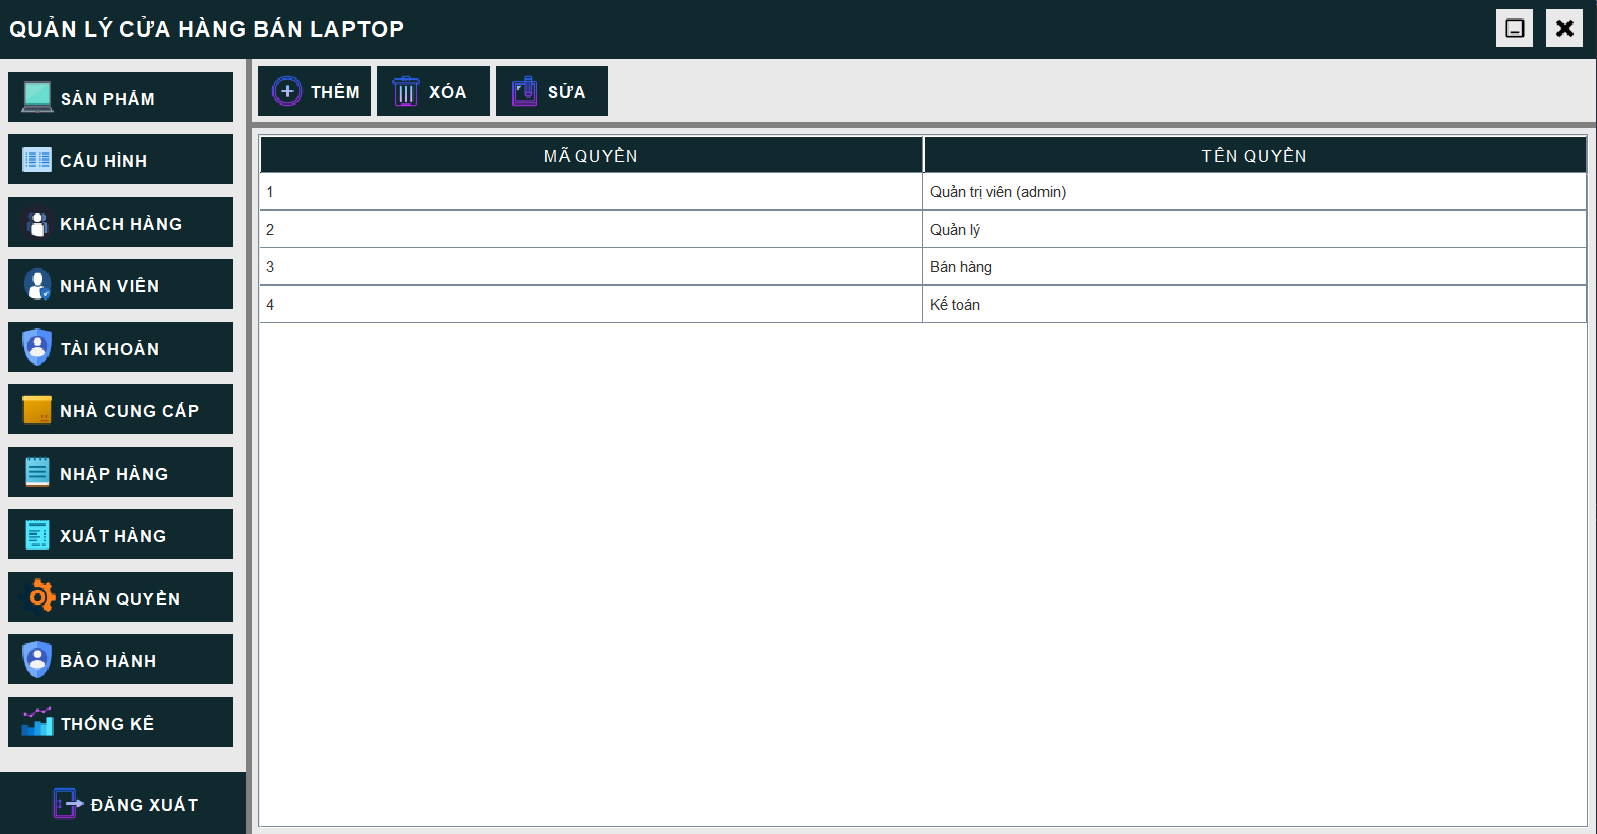 QUẢN LÝ CỬA HÀNG BÁN LAPTOP
SẢN PHẨM
CẤU HÌNH
KHÁCH HÀNG
NHÂN VIÊN
TÀI KHOẢN
NHÀ CUNG CẤP
NHẬP HÀNG
XUẤT HÀNG
PHÂN QUYỀN
BẢO HÀNH
THỐNG KÊ
ĐĂNG XUẤT
THÊM XÓA SỬA
MÃ QUYỀN TÊN QUYỀN
1 Quản trị viên (admin)
2 Quản lý
3 Bán hàng
4 Kế toán